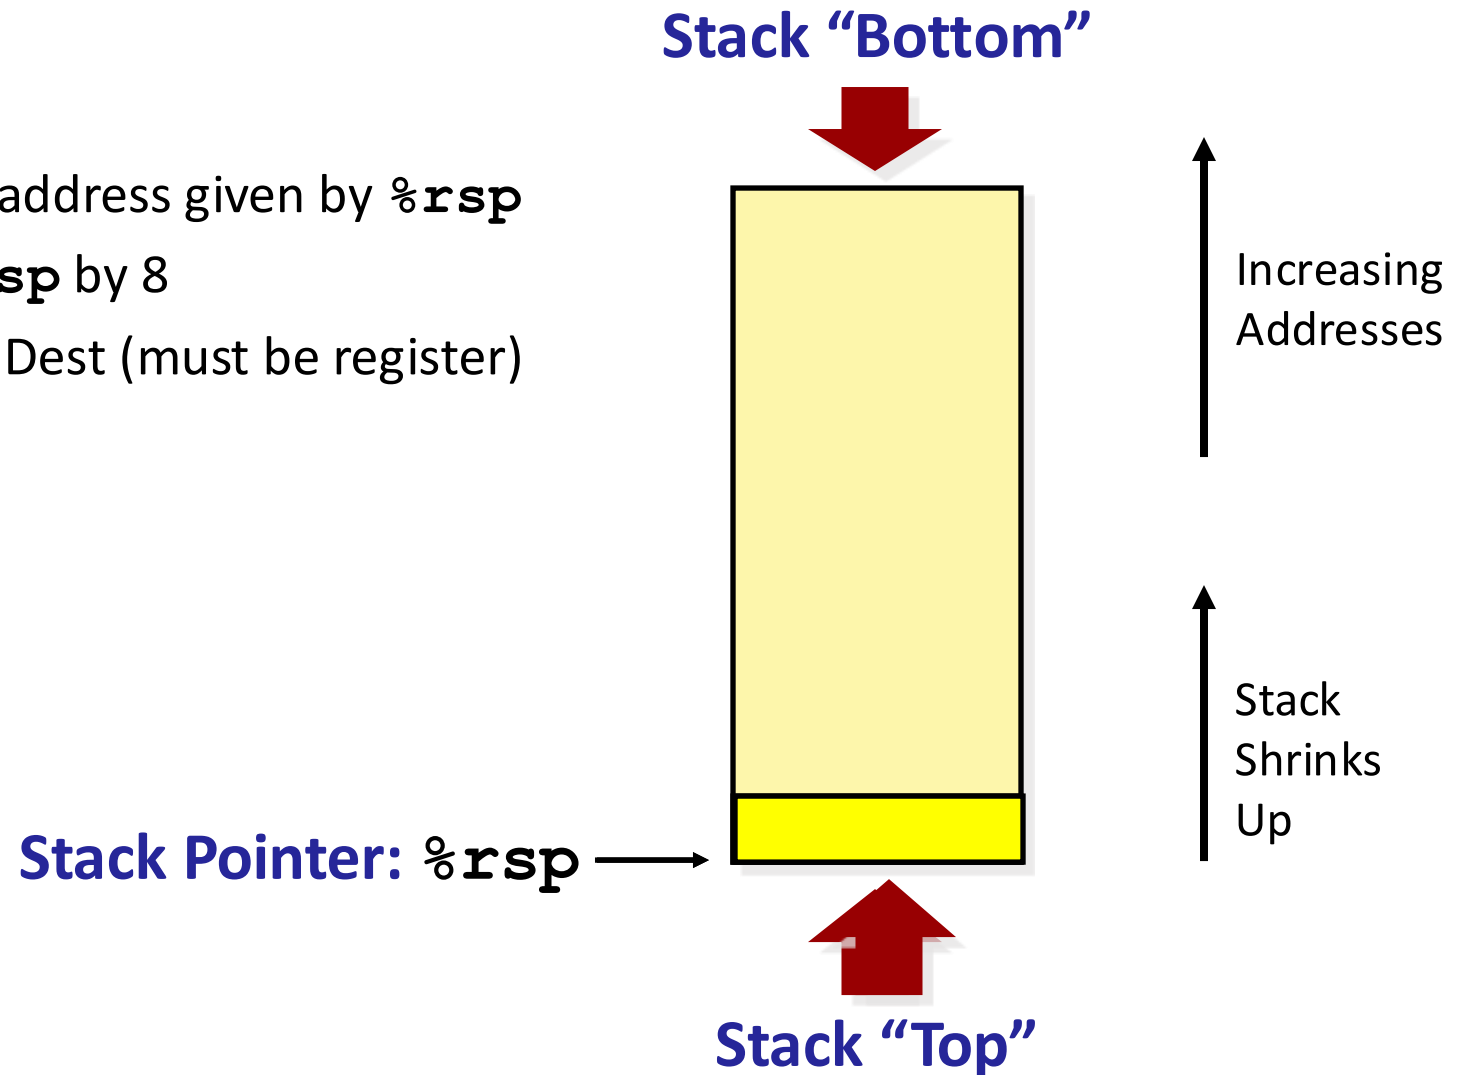 Stack “Bottom”
address given by %rsp
sp by 8
Dest (must be register)
Increasing
Addresses
Stack
Shrinks
Up
Stack Pointer: %rsp
Stack “Top”